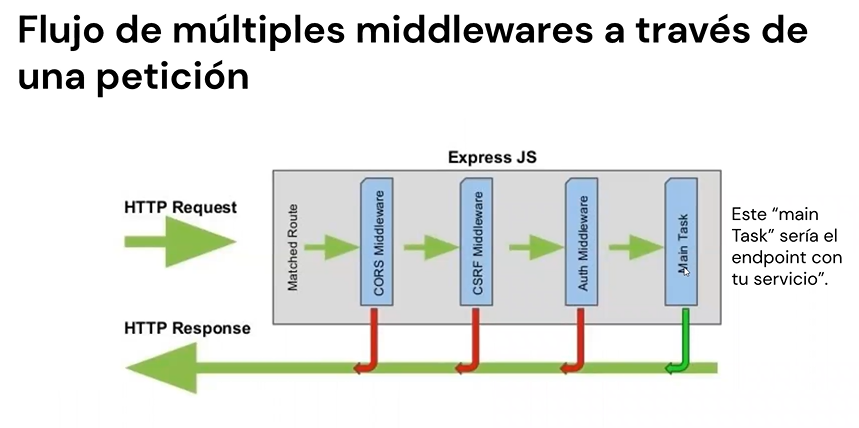 Flujo de múltiples middlewares a través de
una petición
Express JS
HTTP Request
Matched Route
CORS Middleware
CSRF Middleware
Auth Middleware
Main Task
Este “main
Task” sería el
endpoint con
tu servicio”.
HTTP Response